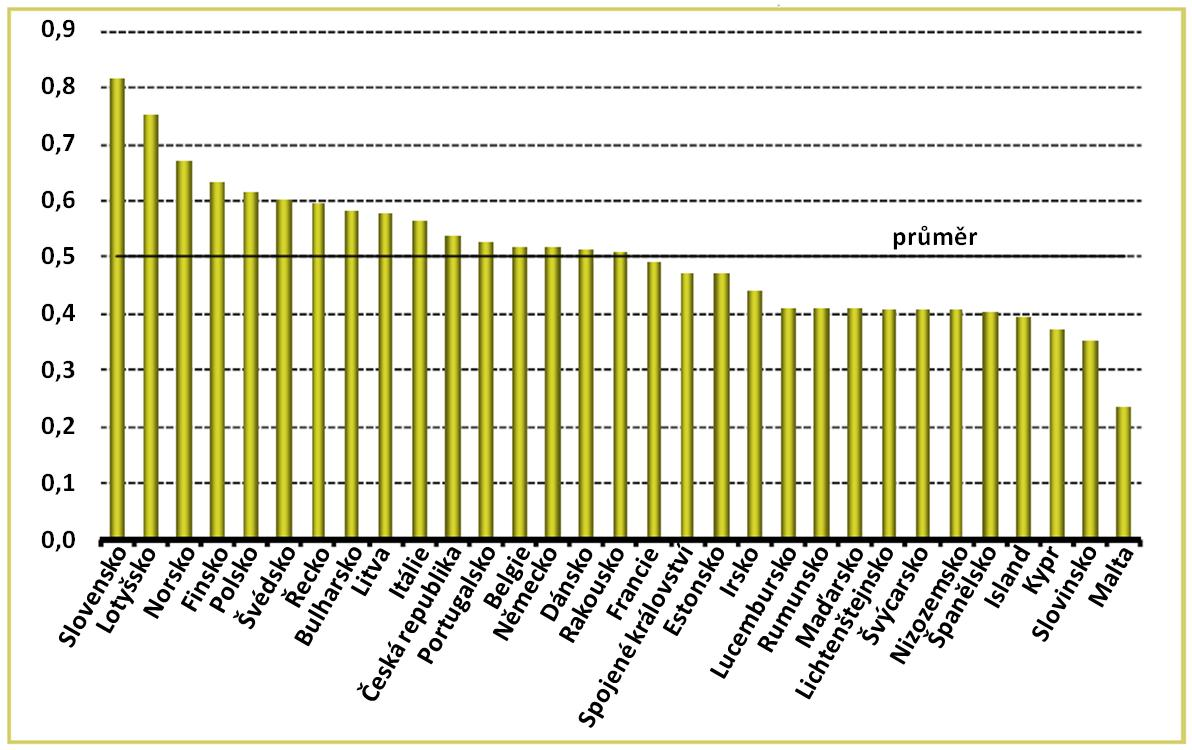 0,9
0,8
0,7
0,6
0,5
0,4
0,3
0,2
0,1
0,0
průměr
Slovensko
Lotyšsko
Norsko
Finsko
Polsko
Švédsko
Řecko
Bulharsko
Litva
Itálie
Česká republika
Portugalsko
Belgie
Německo
Dánsko
Rakousko
Francie
Spojené království
Estonsko
Irsko
Lucembursko
Rumunsko
Maďarsko
Lichtenštejnsko
Švýcarsko
Nizozemsko
Španělsko
Island
Kypr
Slovinsko
Malta